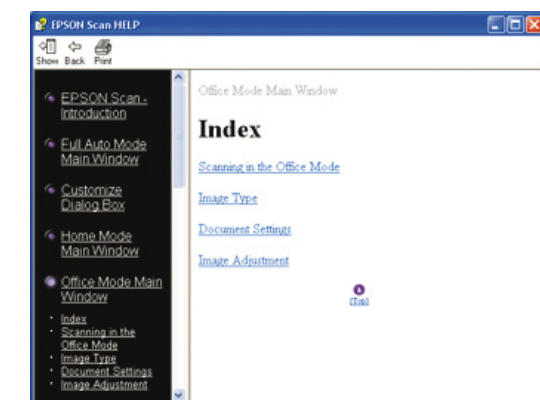 EPSON Scan HELP
Show Back Print
EPSON Scan -
Introduction
Full Auto Mode
Main Window
Customize
Dialog Box
Home Mode
Main Window
Office Mode Main
Window
Index
Scanning in the
Office Mode
Image Type
Document Settings
Image Adjustment
Office Mode Main Window
Index
Scanning in the Office Mode
Image Type
Document Settings
Image Adjustment
[Top]